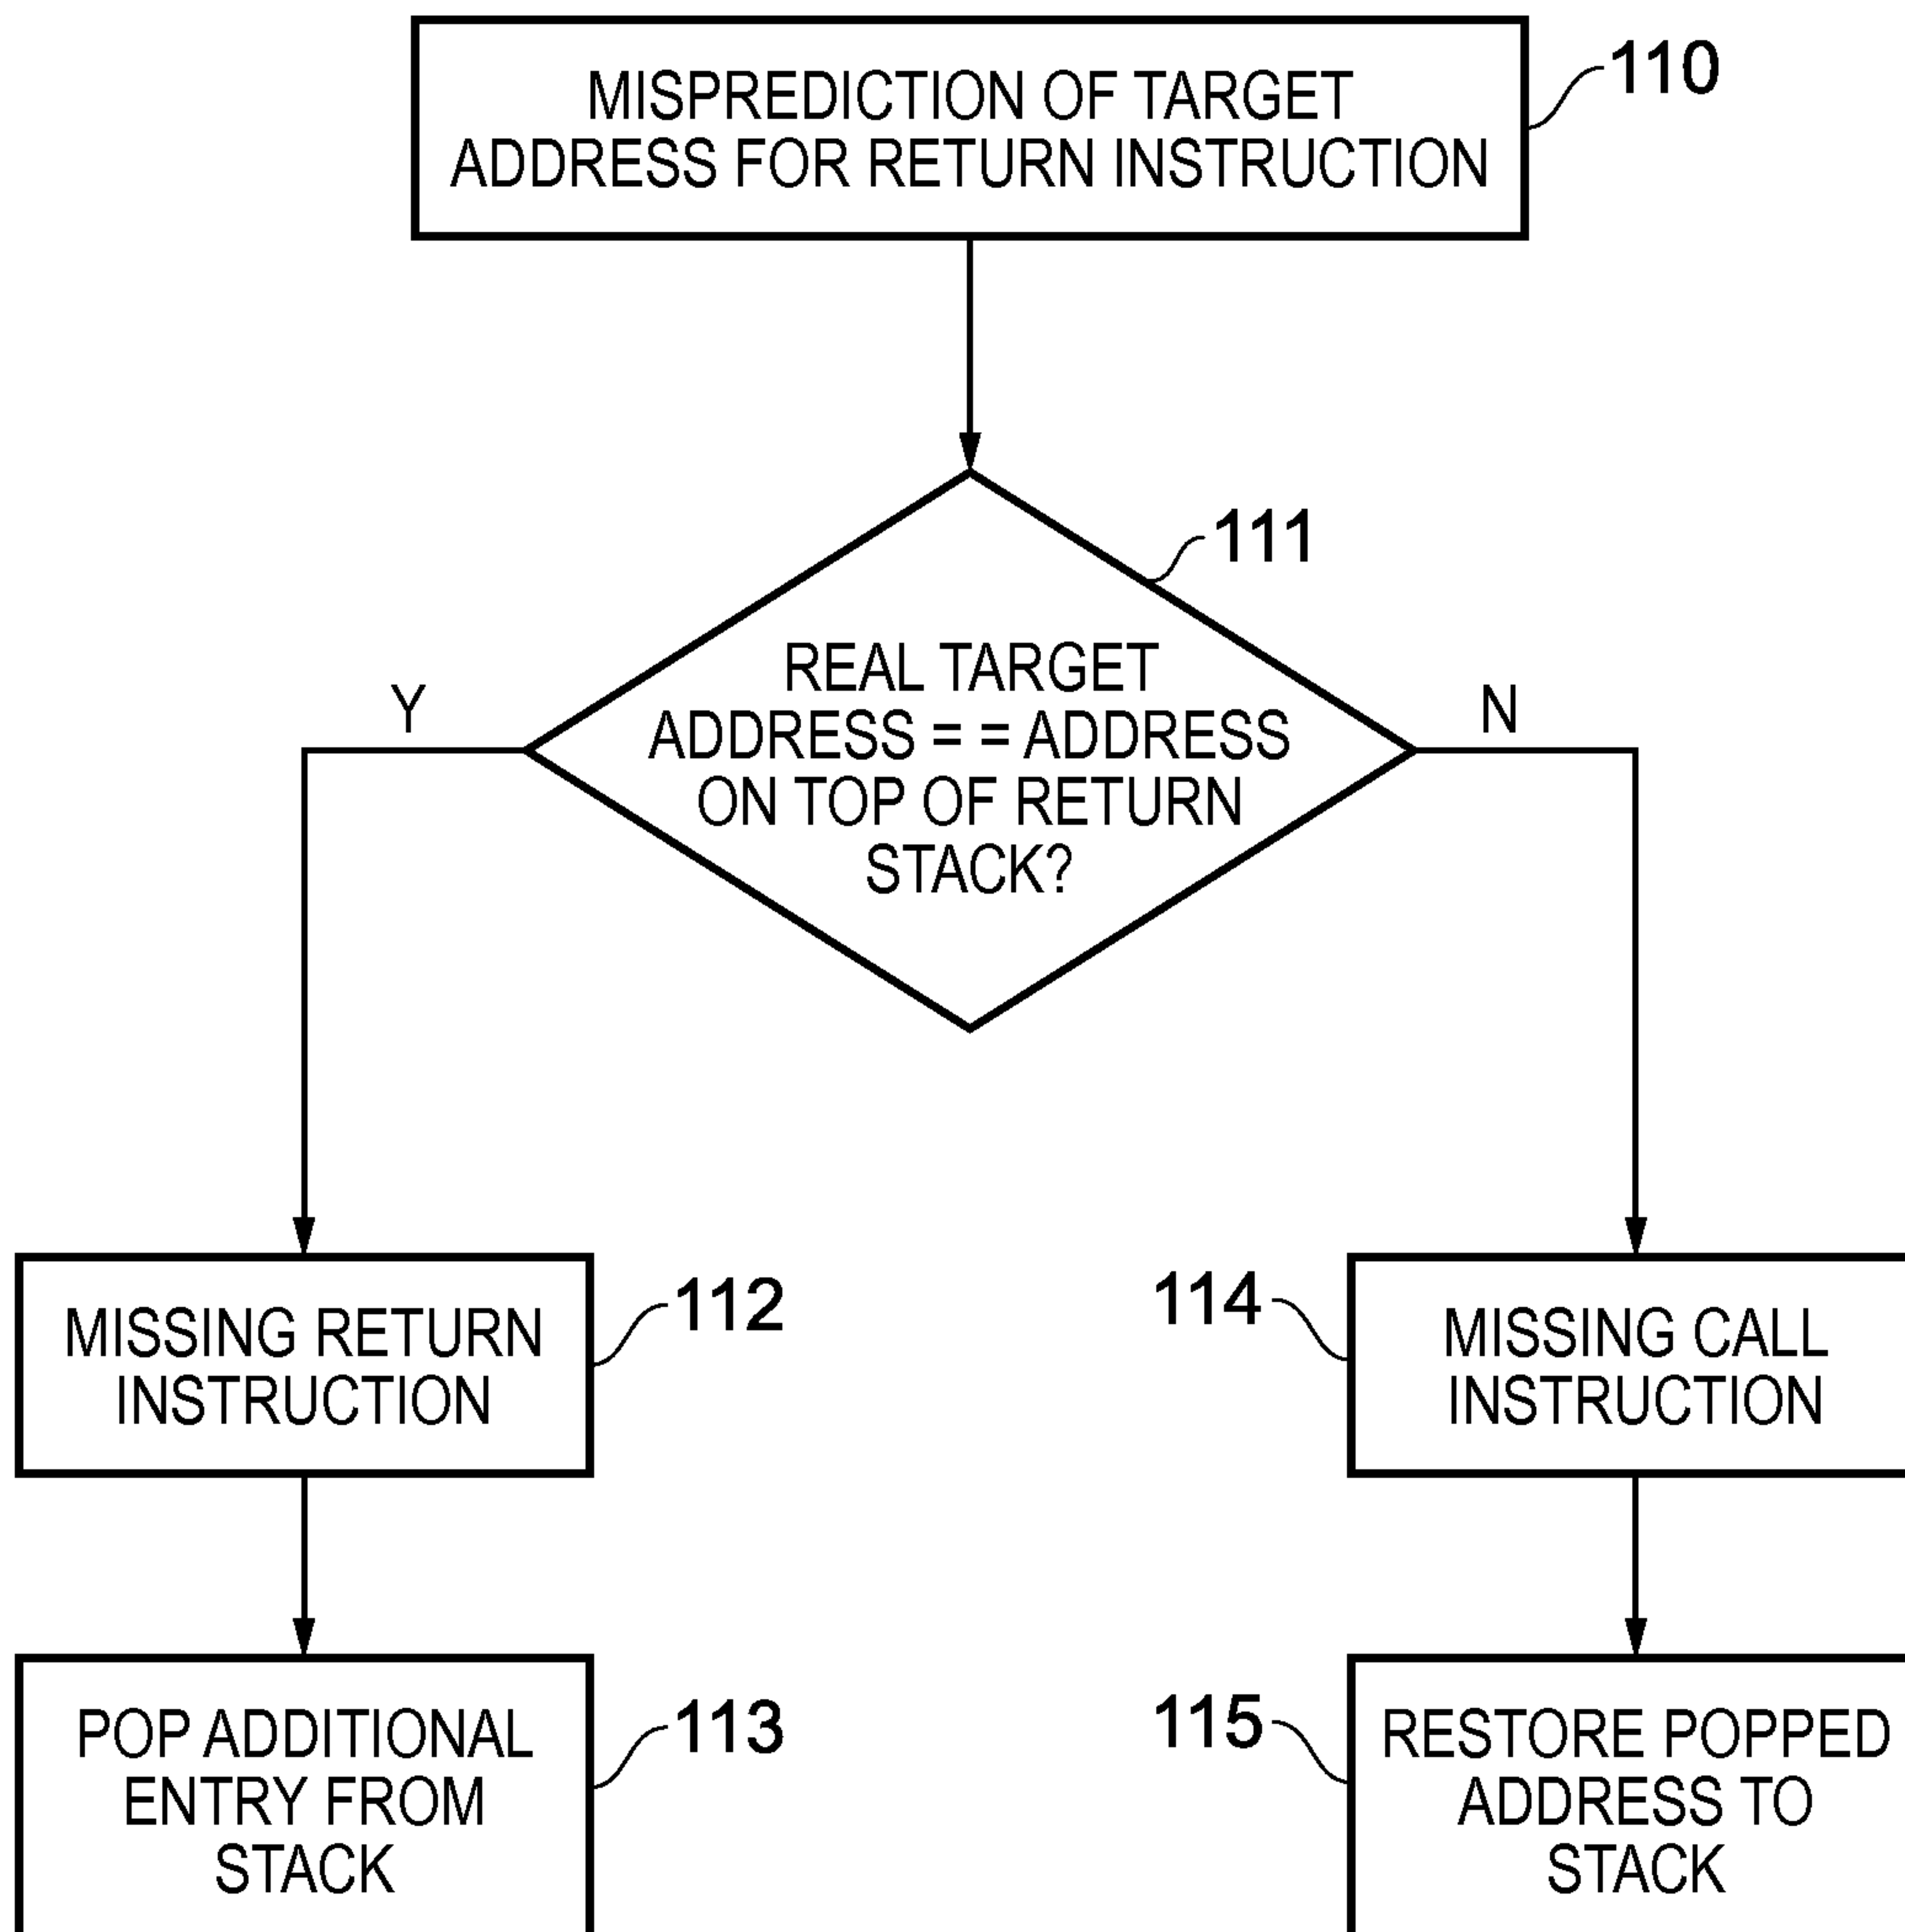 MISPREDICTION OF TARGET
ADDRESS FOR RETURN INSTRUCTION
110
111
REAL TARGET
ADDRESS = = ADDRESS
ON TOP OF RETURN
STACK?
Y
N
MISSING RETURN
INSTRUCTION
112
114
MISSING CALL
INSTRUCTION
POP ADDITIONAL
ENTRY FROM
STACK
113
115
RESTORE POPPED
ADDRESS TO
STACK